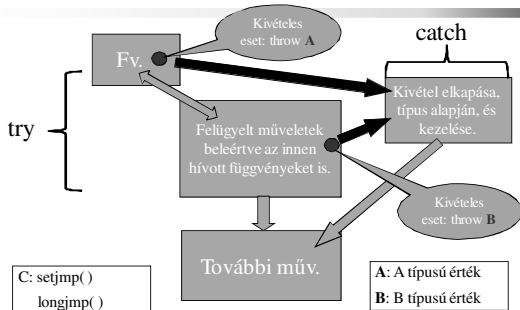 Kivételes
eset: throw A
catch
Fv.
try
Kivétel elkapása,
típus alapján, és
kezelése.
Felügyelt műveletek
beleértve az innen
hívott függvényeket is.
Kivételes
eset: throw B
További műv.
C: setjmp( )
longjmp( )
A: A típusú érték
B: B típusú érték